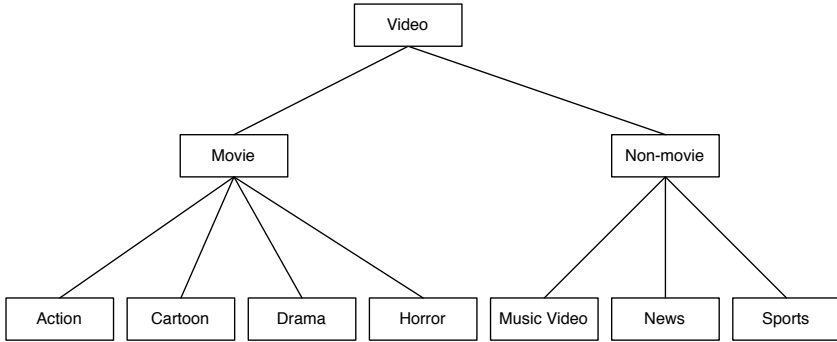 Video
Movie
Non-movie
Action
Cartoon
Drama
Horror
Music Video
News
Sports